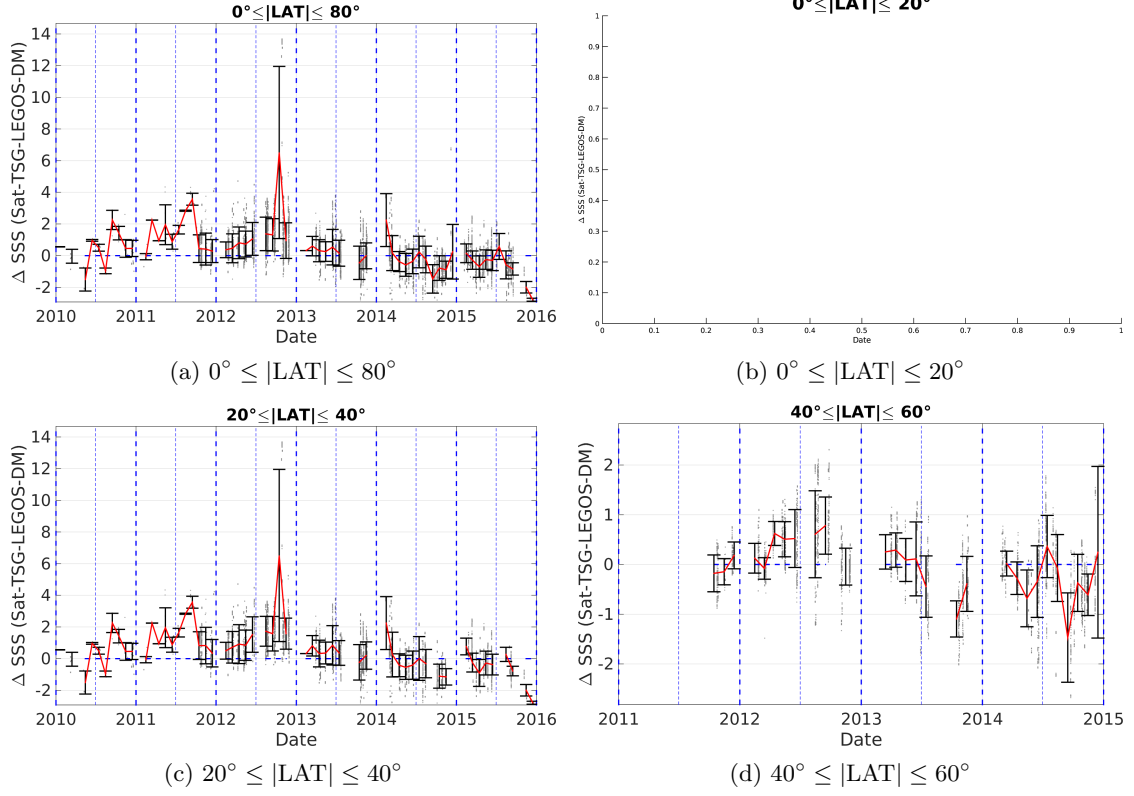 0°≤|LAT|≤ 80°
Δ SSS (Sat-TSG-LEGOS-DM)
14
12
10
8
6
4
2
0
-2
2010 2011 2012 2013 2014 2015 2016
Date
(a) 0° ≤ |LAT| ≤ 80°
0°≤|LAT|≤ 20°
Δ SSS (Sat-TSG-LEGOS-DM)
1
0.9
0.8
0.7
0.6
0.5
0.4
0.3
0.2
0.1
0
0 0.1 0.2 0.3 0.4 0.5 0.6 0.7 0.8 0.9 1
Date
(b) 0° ≤ |LAT| ≤ 20°
20°≤|LAT|≤ 40°
Δ SSS (Sat-TSG-LEGOS-DM)
14
12
10
8
6
4
2
0
-2
2010 2011 2012 2013 2014 2015 2016
Date
(c) 20° ≤ |LAT| ≤ 40°
40°≤|LAT|≤ 60°
Δ SSS (Sat-TSG-LEGOS-DM)
2
1
0
-1
-2
2011 2012 2013 2014 2015
Date
(d) 40° ≤ |LAT| ≤ 60°